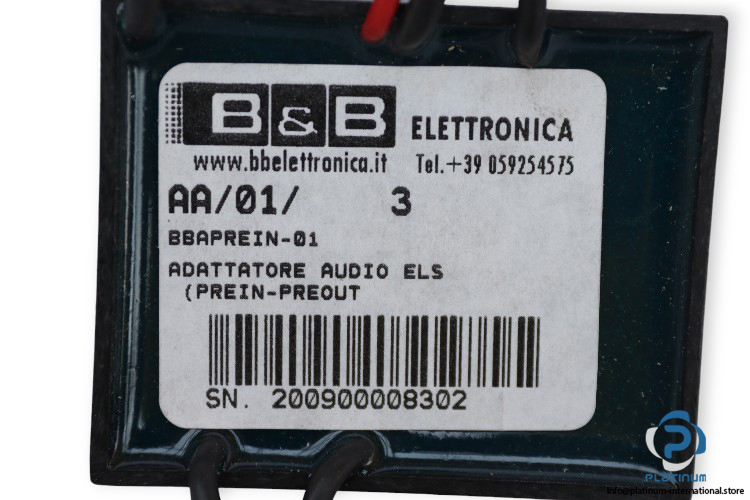 B&B ELETTRONICA
www.bbelettronica.it Tel.+39 059254575
AA/01/ 3
BBAPREIN-01
ADATTATORE AUDIO ELS
(PREIN-PREOUT
SN. 200900008302
PLATINUM
info@platinum-international.store